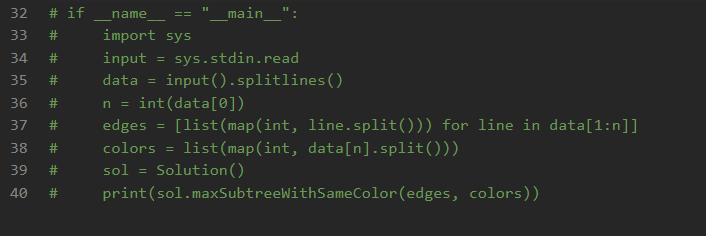 32 # if __name__ == "__main__":
33 #     import sys
34 #     input = sys.stdin.read
35 #     data = input().splitlines()
36 #     n = int(data[0])
37 #     edges = [list(map(int, line.split())) for line in data[1:n]]
38 #     colors = list(map(int, data[n].split()))
39 #     sol = Solution()
40 #     print(sol.maxSubtreeWithSameColor(edges, colors))